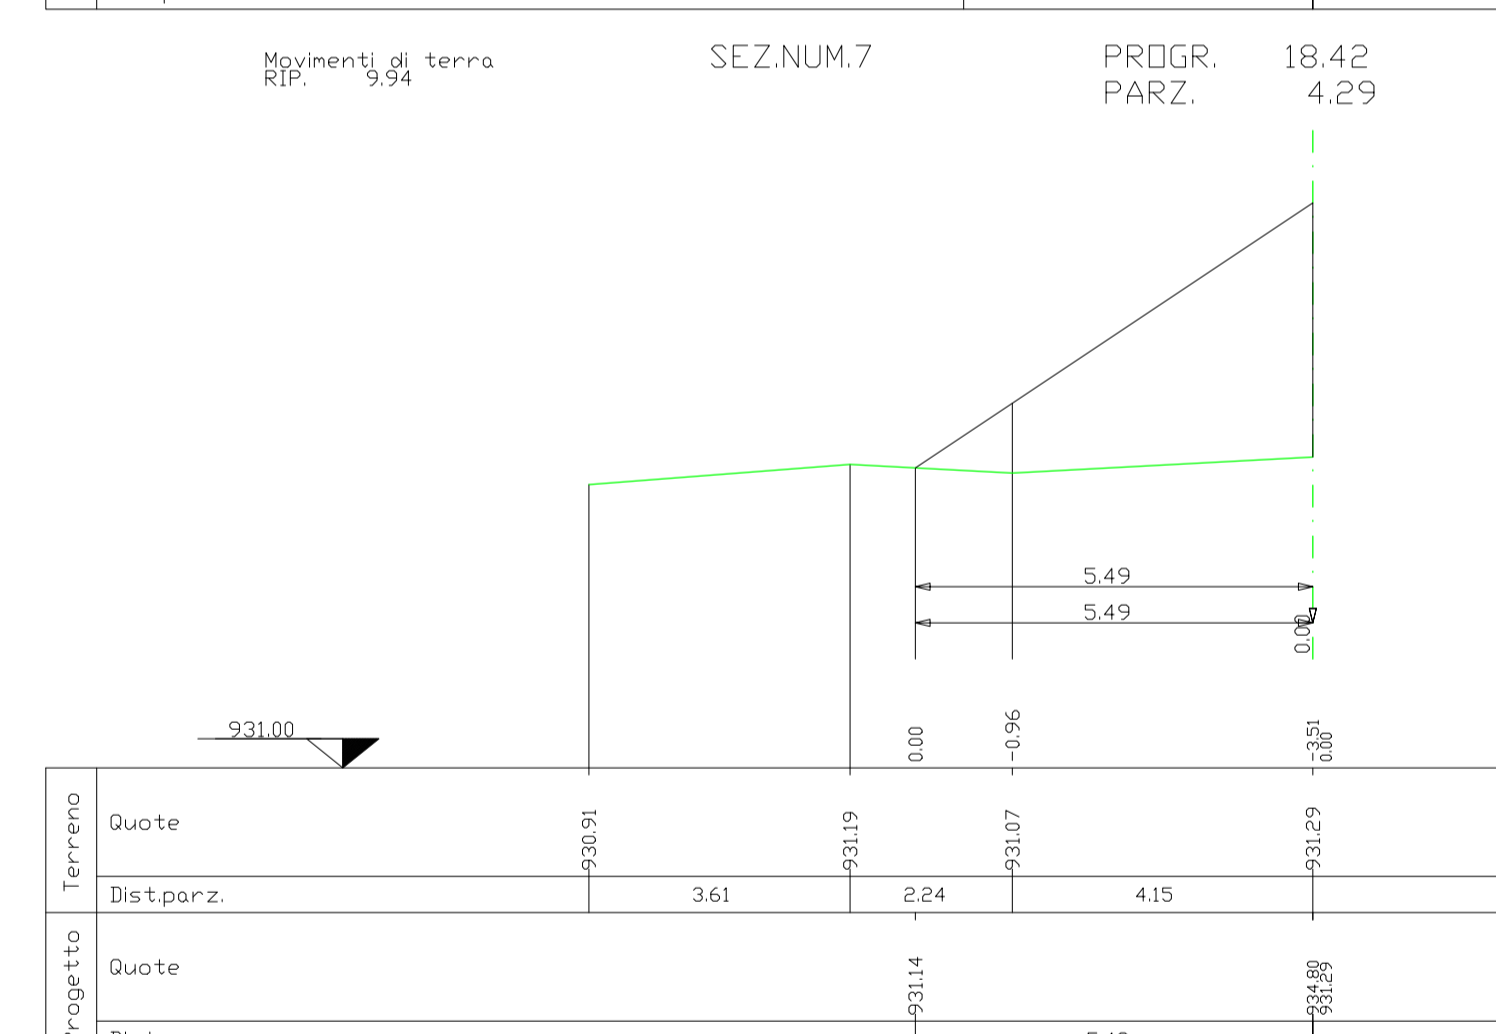 Movimenti di terra
RIP. 9.94
SEZ.NUM.7
PROGR. 18.42
PARZ. 4.29
5.49
5.49
0.00
931.00
0.00
-0.96
-3.51
0.00
Terreno
Quote
930.91
931.19
931.07
931.29
Dist.parz.
3.61
2.24
4.15
Progetto
Quote
931.14
934.80
931.29